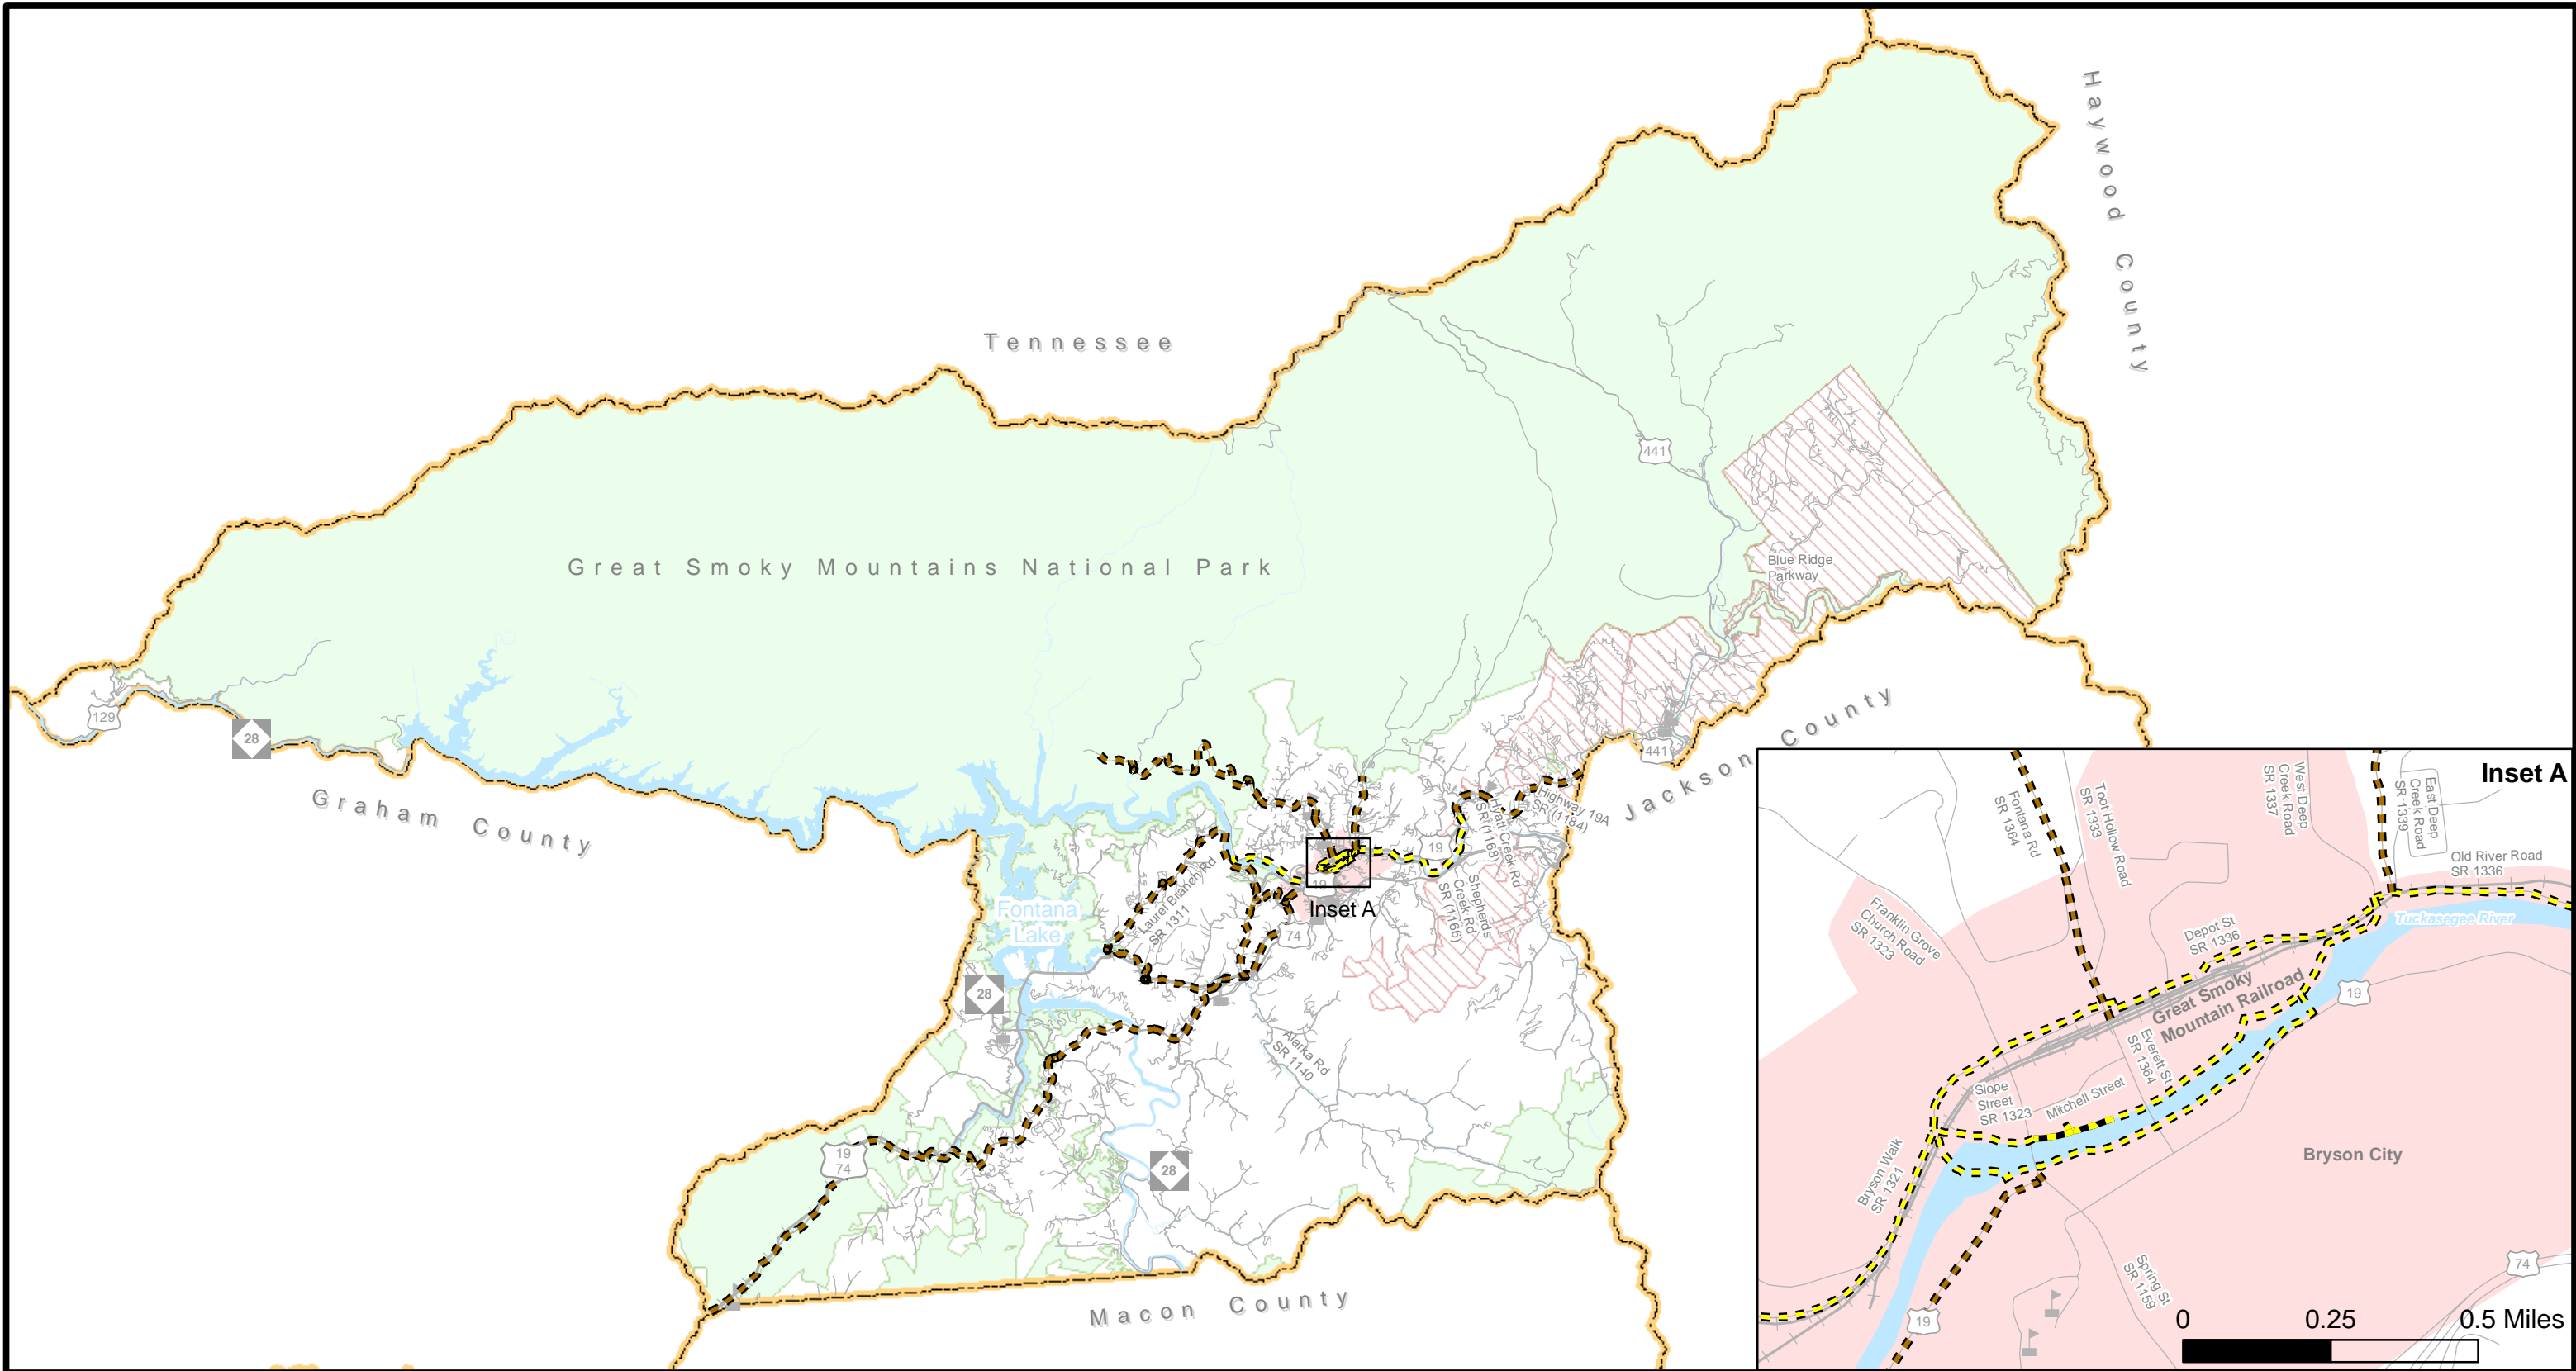 Haywood County
Tennessee
441
Great Smoky Mountains National Park
Blue Ridge
Parkway
129
28
441
Graham County
Jackson County
Highway 19A
SR (1184)
Hyatt Creek Rd
SR (1168)
19
19
Inset A
Laurel Branch Rd
SR 1311
Shepherds
Creek Rd
SR (1166)
Fontana
Lake
74
28
Alarka Rd
SR 1140
19
74
28
Macon County
Inset A
Fontana Rd
SR 1364
Toot Hollow Road
SR 1333
West Deep
Creek Road
SR 1337
East Deep
Creek Road
SR 1339
Old River Road
SR 1336
Franklin Grove
Church Road
SR 1323
Tuckasegee River
Depot St
SR 1336
Great Smoky
Mountain Railroad
19
Everett St
SR 1364
Slope
Street
SR 1323
Mitchell Street
Bryson City
Bryson Walk
SR 1321
Spring St
SR 1159
74
19
0 0.25 0.5 Miles